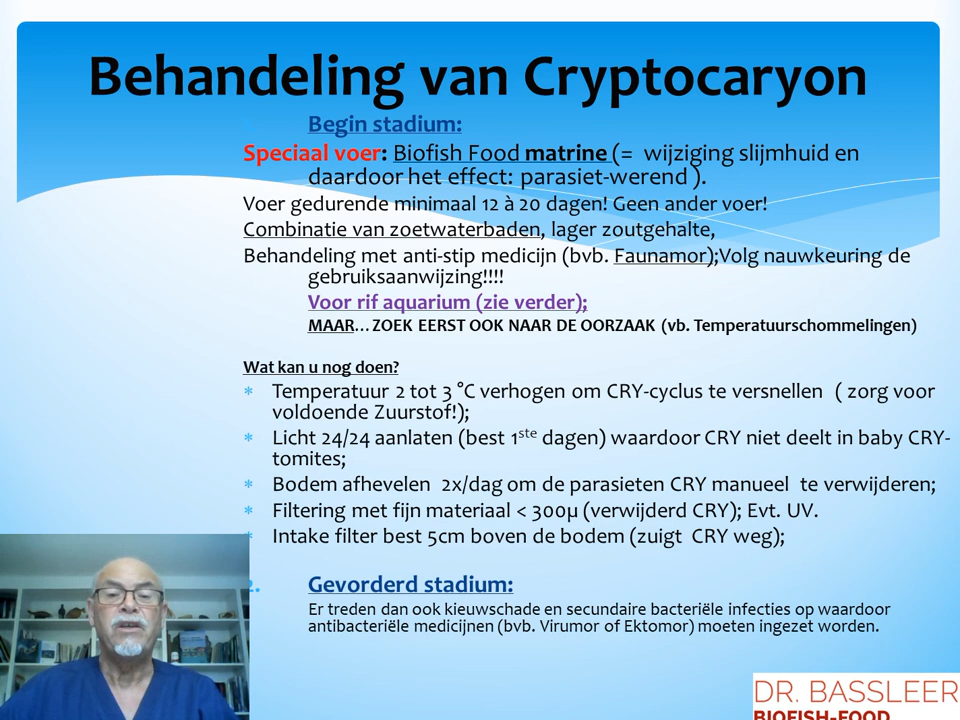 Behandeling van Cryptocaryon
Begin stadium:
Speciaal voer: Biofish Food matrine (= wijziging slijmhuid en
daardoor het effect: parasiet-werend ).
Voer gedurende minimaal 12 à 20 dagen! Geen ander voer!
Combinatie van zoetwaterbaden, lager zoutgehalte,
Behandeling met anti-stip medicijn (bvb. Faunamor);Volg nauwkeuring de
gebruiksaanwijzing!!!!
Voor rif aquarium (zie verder);
MAAR… ZOEK EERST OOK NAAR DE OORZAAK (vb. Temperatuurschommelingen)
Wat kan u nog doen?
* Temperatuur 2 tot 3 °C verhogen om CRY-cyclus te versnellen ( zorg voor
voldoende Zuurstof!);
* Licht 24/24 aanlaten (best 1ste dagen) waardoor CRY niet deelt in baby CRY-
tomites;
* Bodem afhevelen 2x/dag om de parasieten CRY manueel te verwijderen;
* Filtering met fijn materiaal < 300µ (verwijderd CRY); Evt. UV.
* Intake filter best 5cm boven de bodem (zuigt CRY weg);
2. Gevorderd stadium:
Er treden dan ook kieuwschade en secundaire bacteriële infecties op waardoor
antibacteriële medicijnen (bvb. Virumor of Ektomor) moeten ingezet worden.
DR. BASSLEER
BIOFISH-FOOD